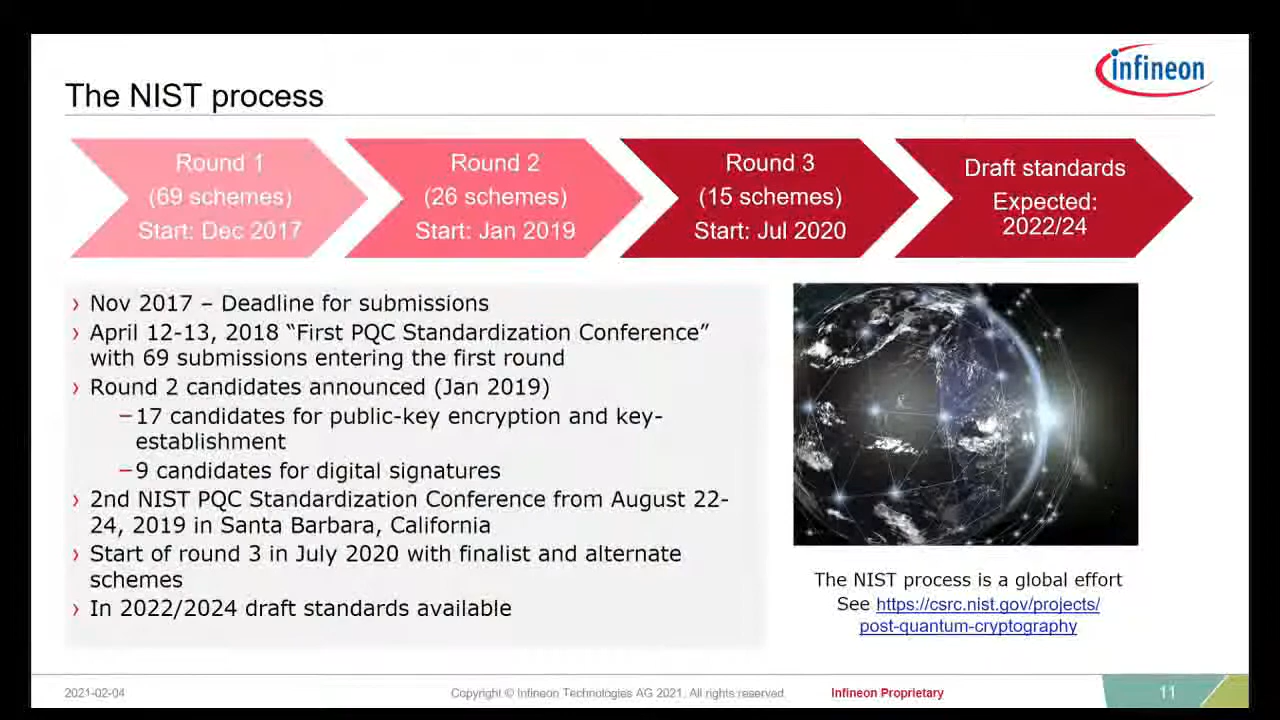 infineon
The NIST process
Round 1
(69 schemes)
Start: Dec 2017
Round 2
(26 schemes)
Start: Jan 2019
Round 3
(15 schemes)
Start: Jul 2020
Draft standards
Expected:
2022/24
› Nov 2017 – Deadline for submissions
› April 12-13, 2018 “First PQC Standardization Conference”
with 69 submissions entering the first round
› Round 2 candidates announced (Jan 2019)
–17 candidates for public-key encryption and key-
establishment
–9 candidates for digital signatures
› 2nd NIST PQC Standardization Conference from August 22-
24, 2019 in Santa Barbara, California
› Start of round 3 in July 2020 with finalist and alternate
schemes
› In 2022/2024 draft standards available
The NIST process is a global effort
See https://csrc.nist.gov/projects/
post-quantum-cryptography
2021-02-04
Copyright © Infineon Technologies AG 2021. All rights reserved.
Infineon Proprietary
11